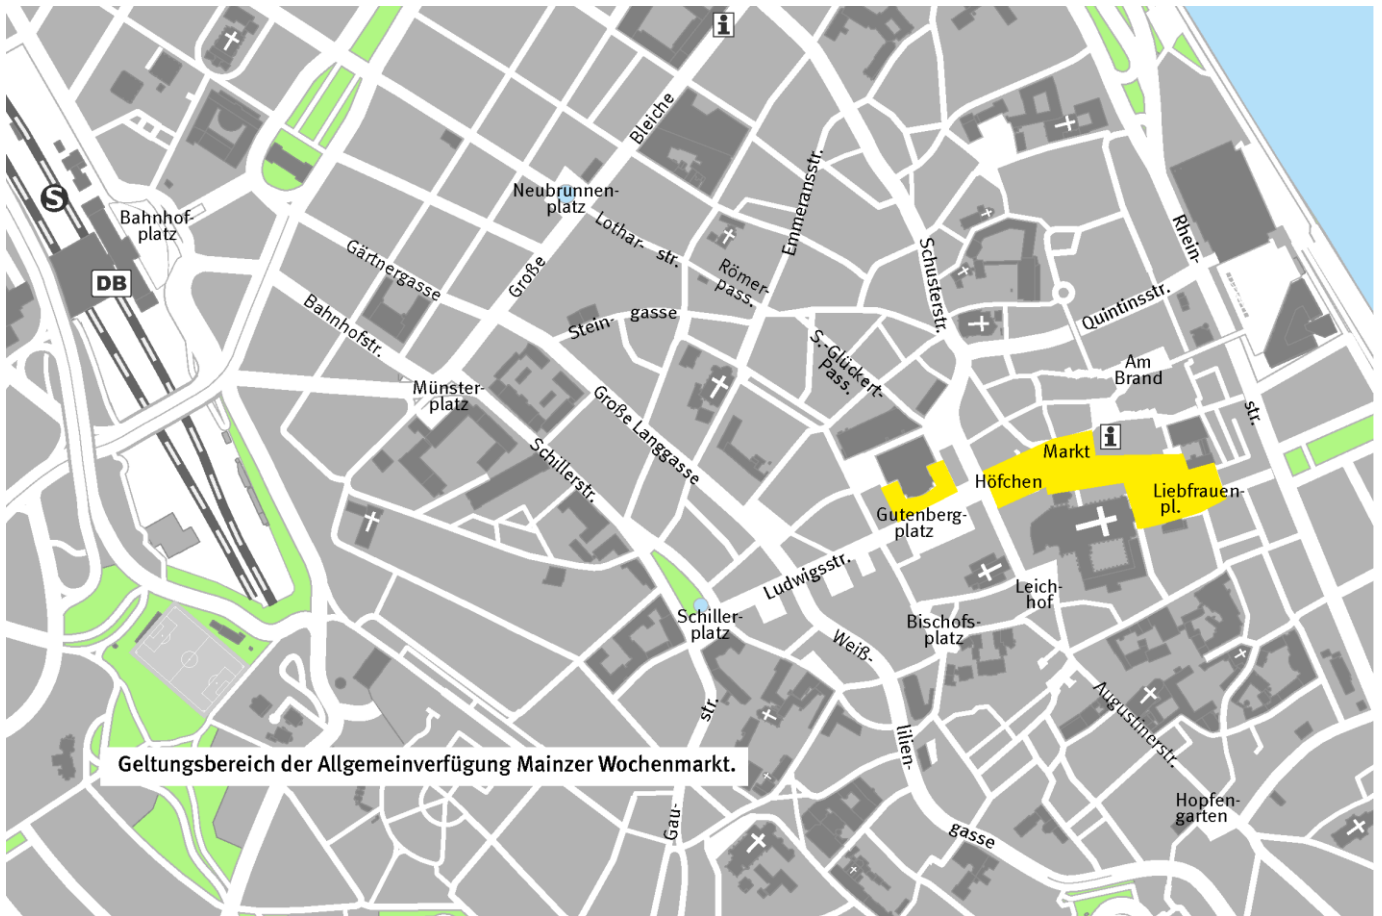 i
Bleiche
S
Bahnhof-
platz
DB
Neubrunnen-
platz
Lothar-
str.
Große
Emmeransstr.
Römer-
pass.
Schusterstr.
Rhein-
str.
Gärtnergasse
Bahnhofstr.
Stein-
gasse
S.-Glückert-
Pass.
Quintinsstr.
Am
Brand
Münster-
platz
Große Langgasse
Schillerstr.
i
Markt
Höfchen
Liebfrauen-
pl.
Gutenberg-
platz
Ludwigsstr.
Leich-
hof
Schiller-
platz
Bischofs-
platz
Weiß-
lilien-
gasse
Augustinerstr.
str.
Gau-
Hopfen-
garten
Geltungsbereich der Allgemeinverfügung Mainzer Wochenmarkt.